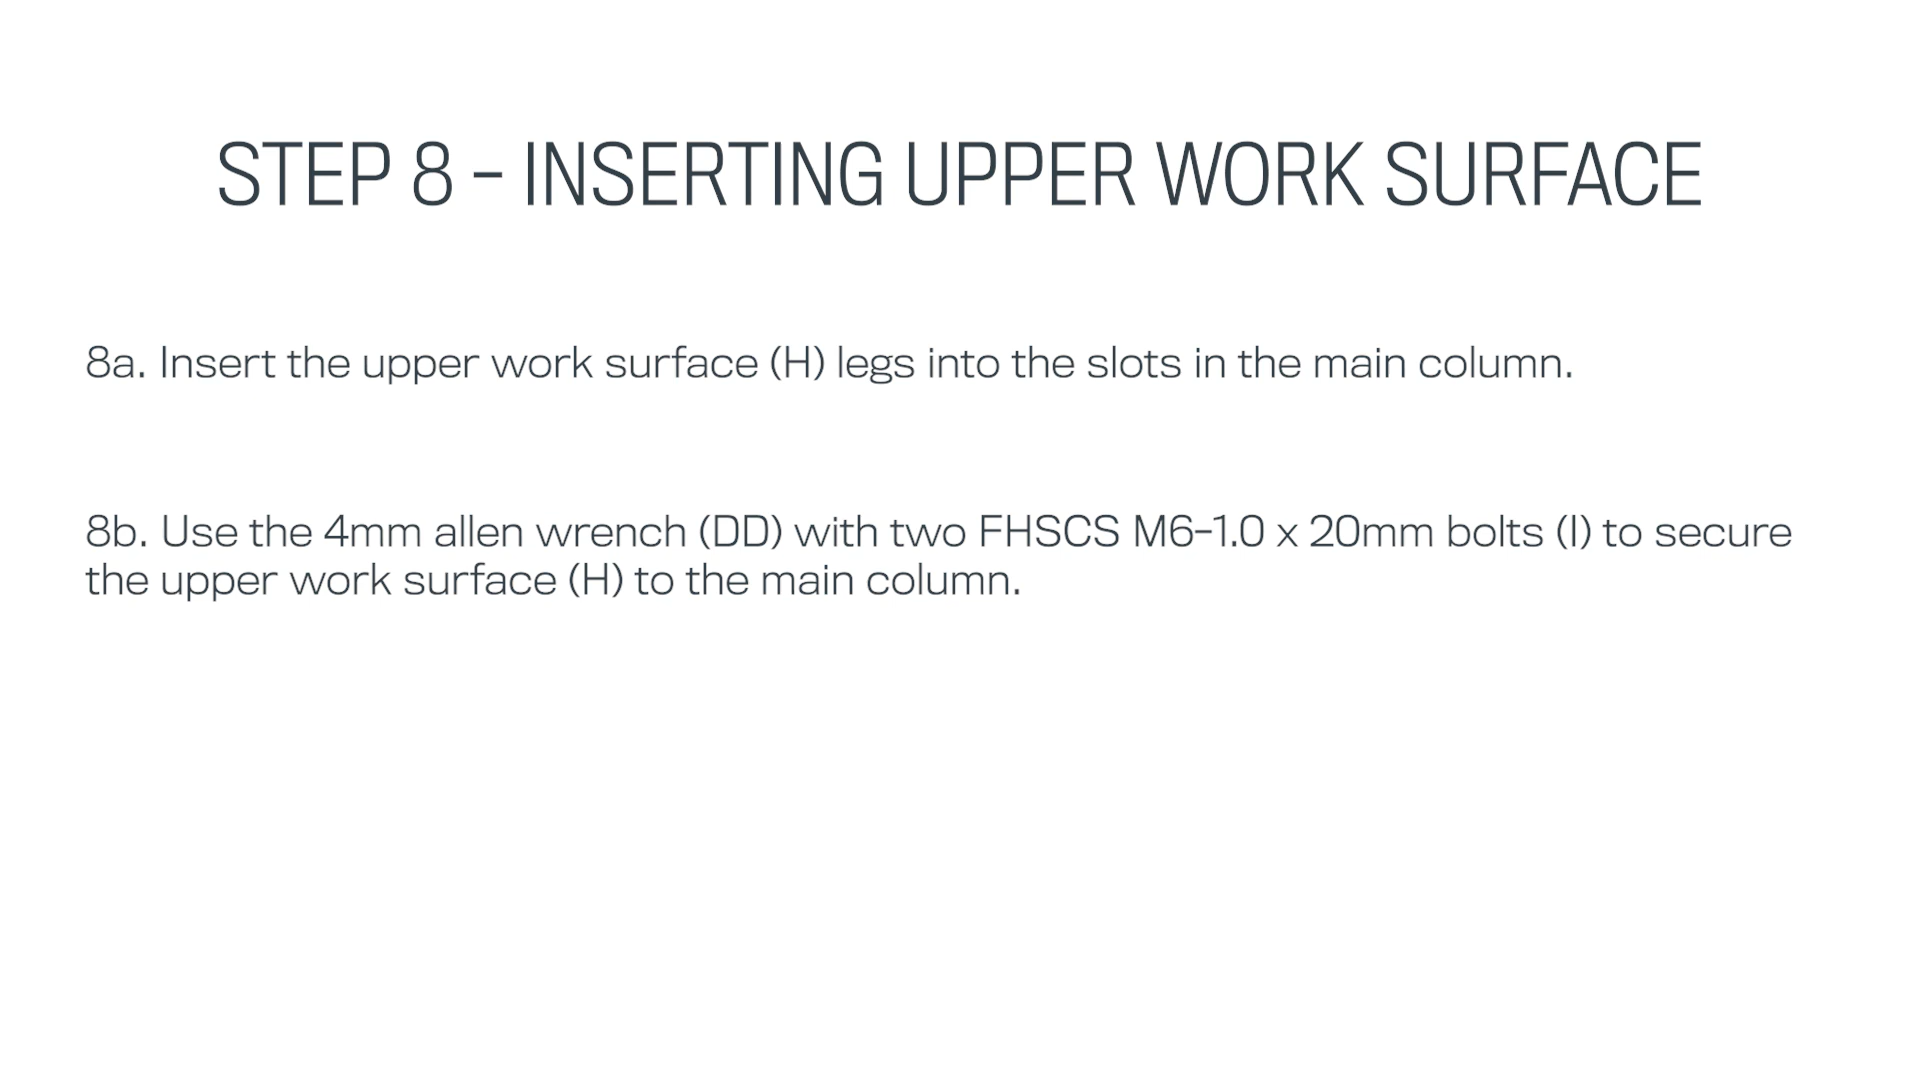 STEP 8 - INSERTING UPPER WORK SURFACE
8a. Insert the upper work surface (H) legs into the slots in the main column.
8b. Use the 4mm allen wrench (DD) with two FHSCS M6-1.0 x 20mm bolts (I) to secure
the upper work surface (H) to the main column.